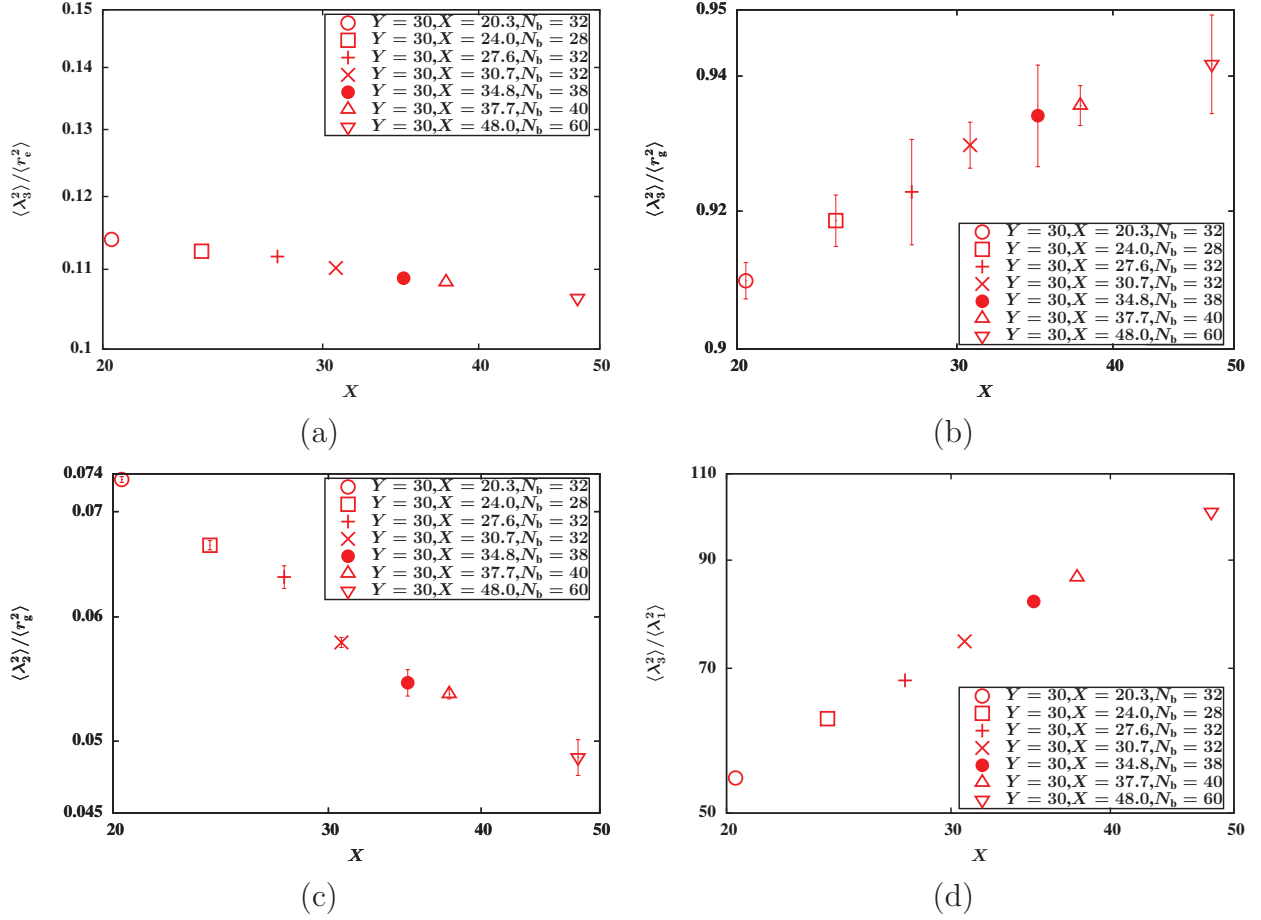 0.15
0.14
0.13
0.12
0.11
0.1
20
30
40
50
X
⟨λ₃²⟩/⟨rₑ²⟩
Y = 30,X = 20.3,N_b = 32
Y = 30,X = 24.0,N_b = 28
Y = 30,X = 27.6,N_b = 32
Y = 30,X = 30.7,N_b = 32
Y = 30,X = 34.8,N_b = 38
Y = 30,X = 37.7,N_b = 40
Y = 30,X = 48.0,N_b = 60
(a)
0.95
0.94
0.92
0.9
20
30
40
50
X
⟨λ₃²⟩/⟨r_g²⟩
Y = 30,X = 20.3,N_b = 32
Y = 30,X = 24.0,N_b = 28
Y = 30,X = 27.6,N_b = 32
Y = 30,X = 30.7,N_b = 32
Y = 30,X = 34.8,N_b = 38
Y = 30,X = 37.7,N_b = 40
Y = 30,X = 48.0,N_b = 60
(b)
0.074
0.07
0.06
0.05
0.045
20
30
40
50
X
⟨λ₂²⟩/⟨r_g²⟩
Y = 30,X = 20.3,N_b = 32
Y = 30,X = 24.0,N_b = 28
Y = 30,X = 27.6,N_b = 32
Y = 30,X = 30.7,N_b = 32
Y = 30,X = 34.8,N_b = 38
Y = 30,X = 37.7,N_b = 40
Y = 30,X = 48.0,N_b = 60
(c)
110
90
70
50
20
30
40
50
X
⟨λ₃²⟩/⟨λ₁²⟩
Y = 30,X = 20.3,N_b = 32
Y = 30,X = 24.0,N_b = 28
Y = 30,X = 27.6,N_b = 32
Y = 30,X = 30.7,N_b = 32
Y = 30,X = 34.8,N_b = 38
Y = 30,X = 37.7,N_b = 40
Y = 30,X = 48.0,N_b = 60
(d)